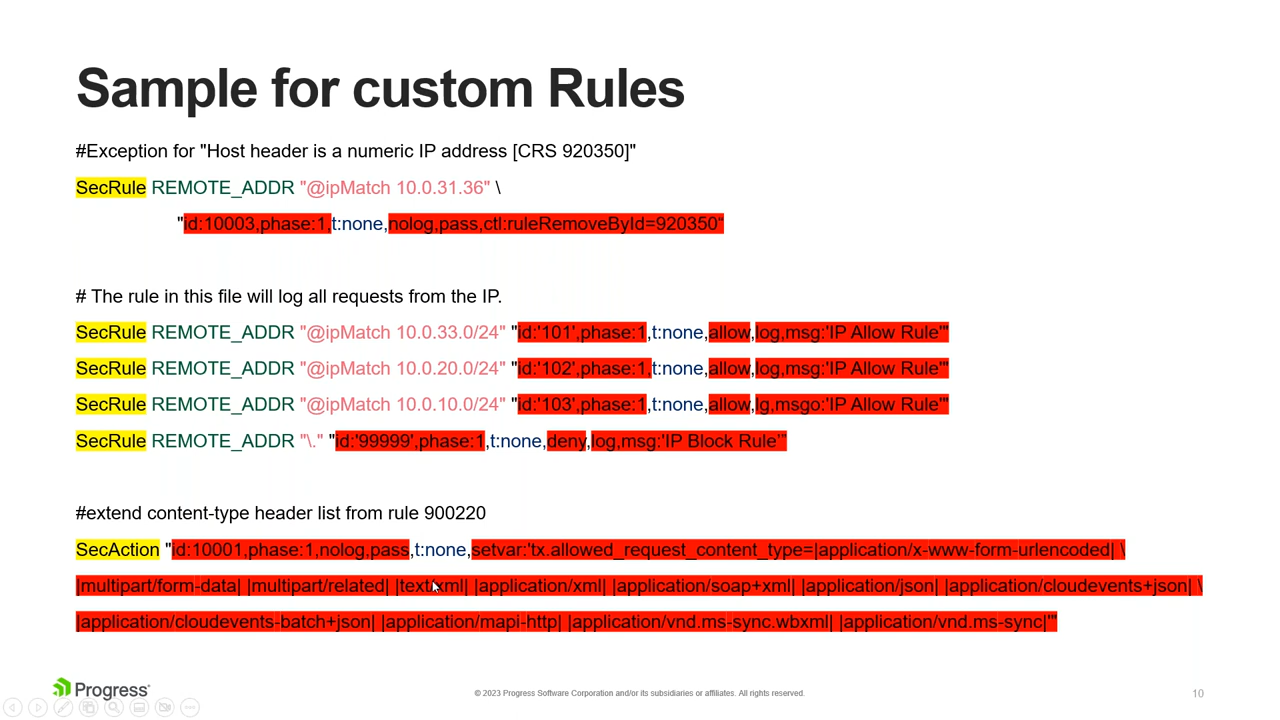 Sample for custom Rules
#Exception for "Host header is a numeric IP address [CRS 920350]"
SecRule REMOTE_ADDR "@ipMatch 10.0.31.36" \
"id:10003,phase:1,t:none,nolog,pass,ctl:ruleRemoveById=920350“
# The rule in this file will log all requests from the IP.
SecRule REMOTE_ADDR "@ipMatch 10.0.33.0/24" "id:'101',phase:1,t:none,allow,log,msg:'IP Allow Rule'"
SecRule REMOTE_ADDR "@ipMatch 10.0.20.0/24" "id:'102',phase:1,t:none,allow,log,msg:'IP Allow Rule'"
SecRule REMOTE_ADDR "@ipMatch 10.0.10.0/24" "id:'103',phase:1,t:none,allow,lg,msgo:'IP Allow Rule'"
SecRule REMOTE_ADDR "\." "id:'99999',phase:1,t:none,deny,log,msg:'IP Block Rule'”
#extend content-type header list from rule 900220
SecAction "id:10001,phase:1,nolog,pass,t:none,setvar:'tx.allowed_request_content_type=|application/x-www-form-urlencoded| \
|multipart/form-data| |multipart/related| |text/xml| |application/xml| |application/soap+xml| |application/json| |application/cloudevents+json| \
|application/cloudevents-batch+json| |application/mapi-http| |application/vnd.ms-sync.wbxml| |application/vnd.ms-sync|'"
Progress®
© 2023 Progress Software Corporation and/or its subsidiaries or affiliates. All rights reserved.
10